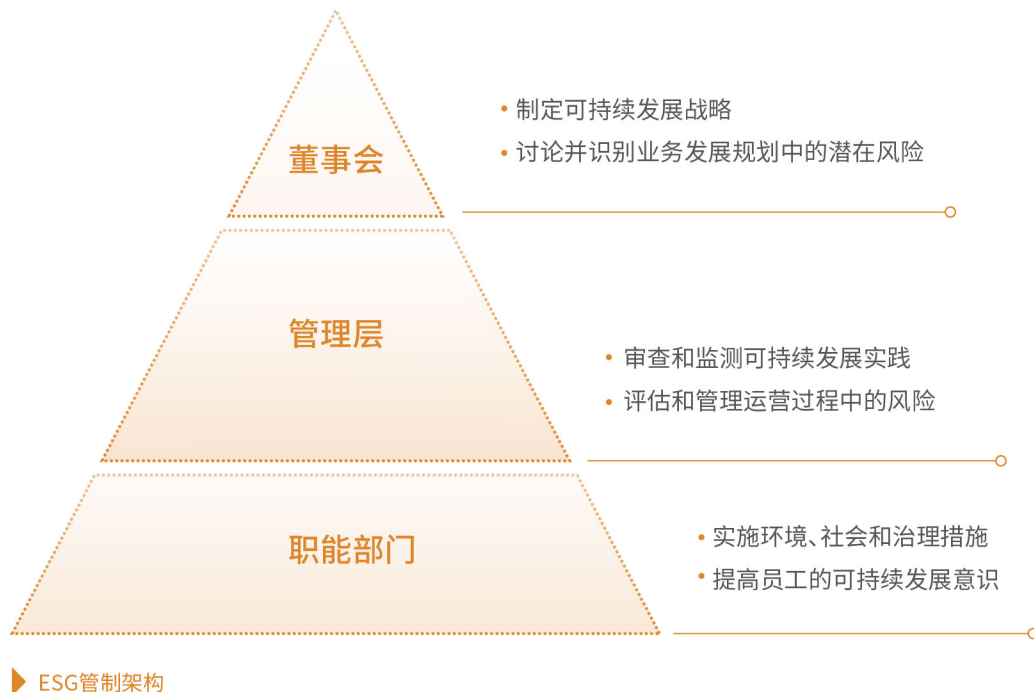 董事会
• 制定可持续发展战略
• 讨论并识别业务发展规划中的潜在风险
管理层
• 审查和监测可持续发展实践
• 评估和管理运营过程中的风险
职能部门
• 实施环境、社会和治理措施
• 提高员工的可持续发展意识
ESG管制架构